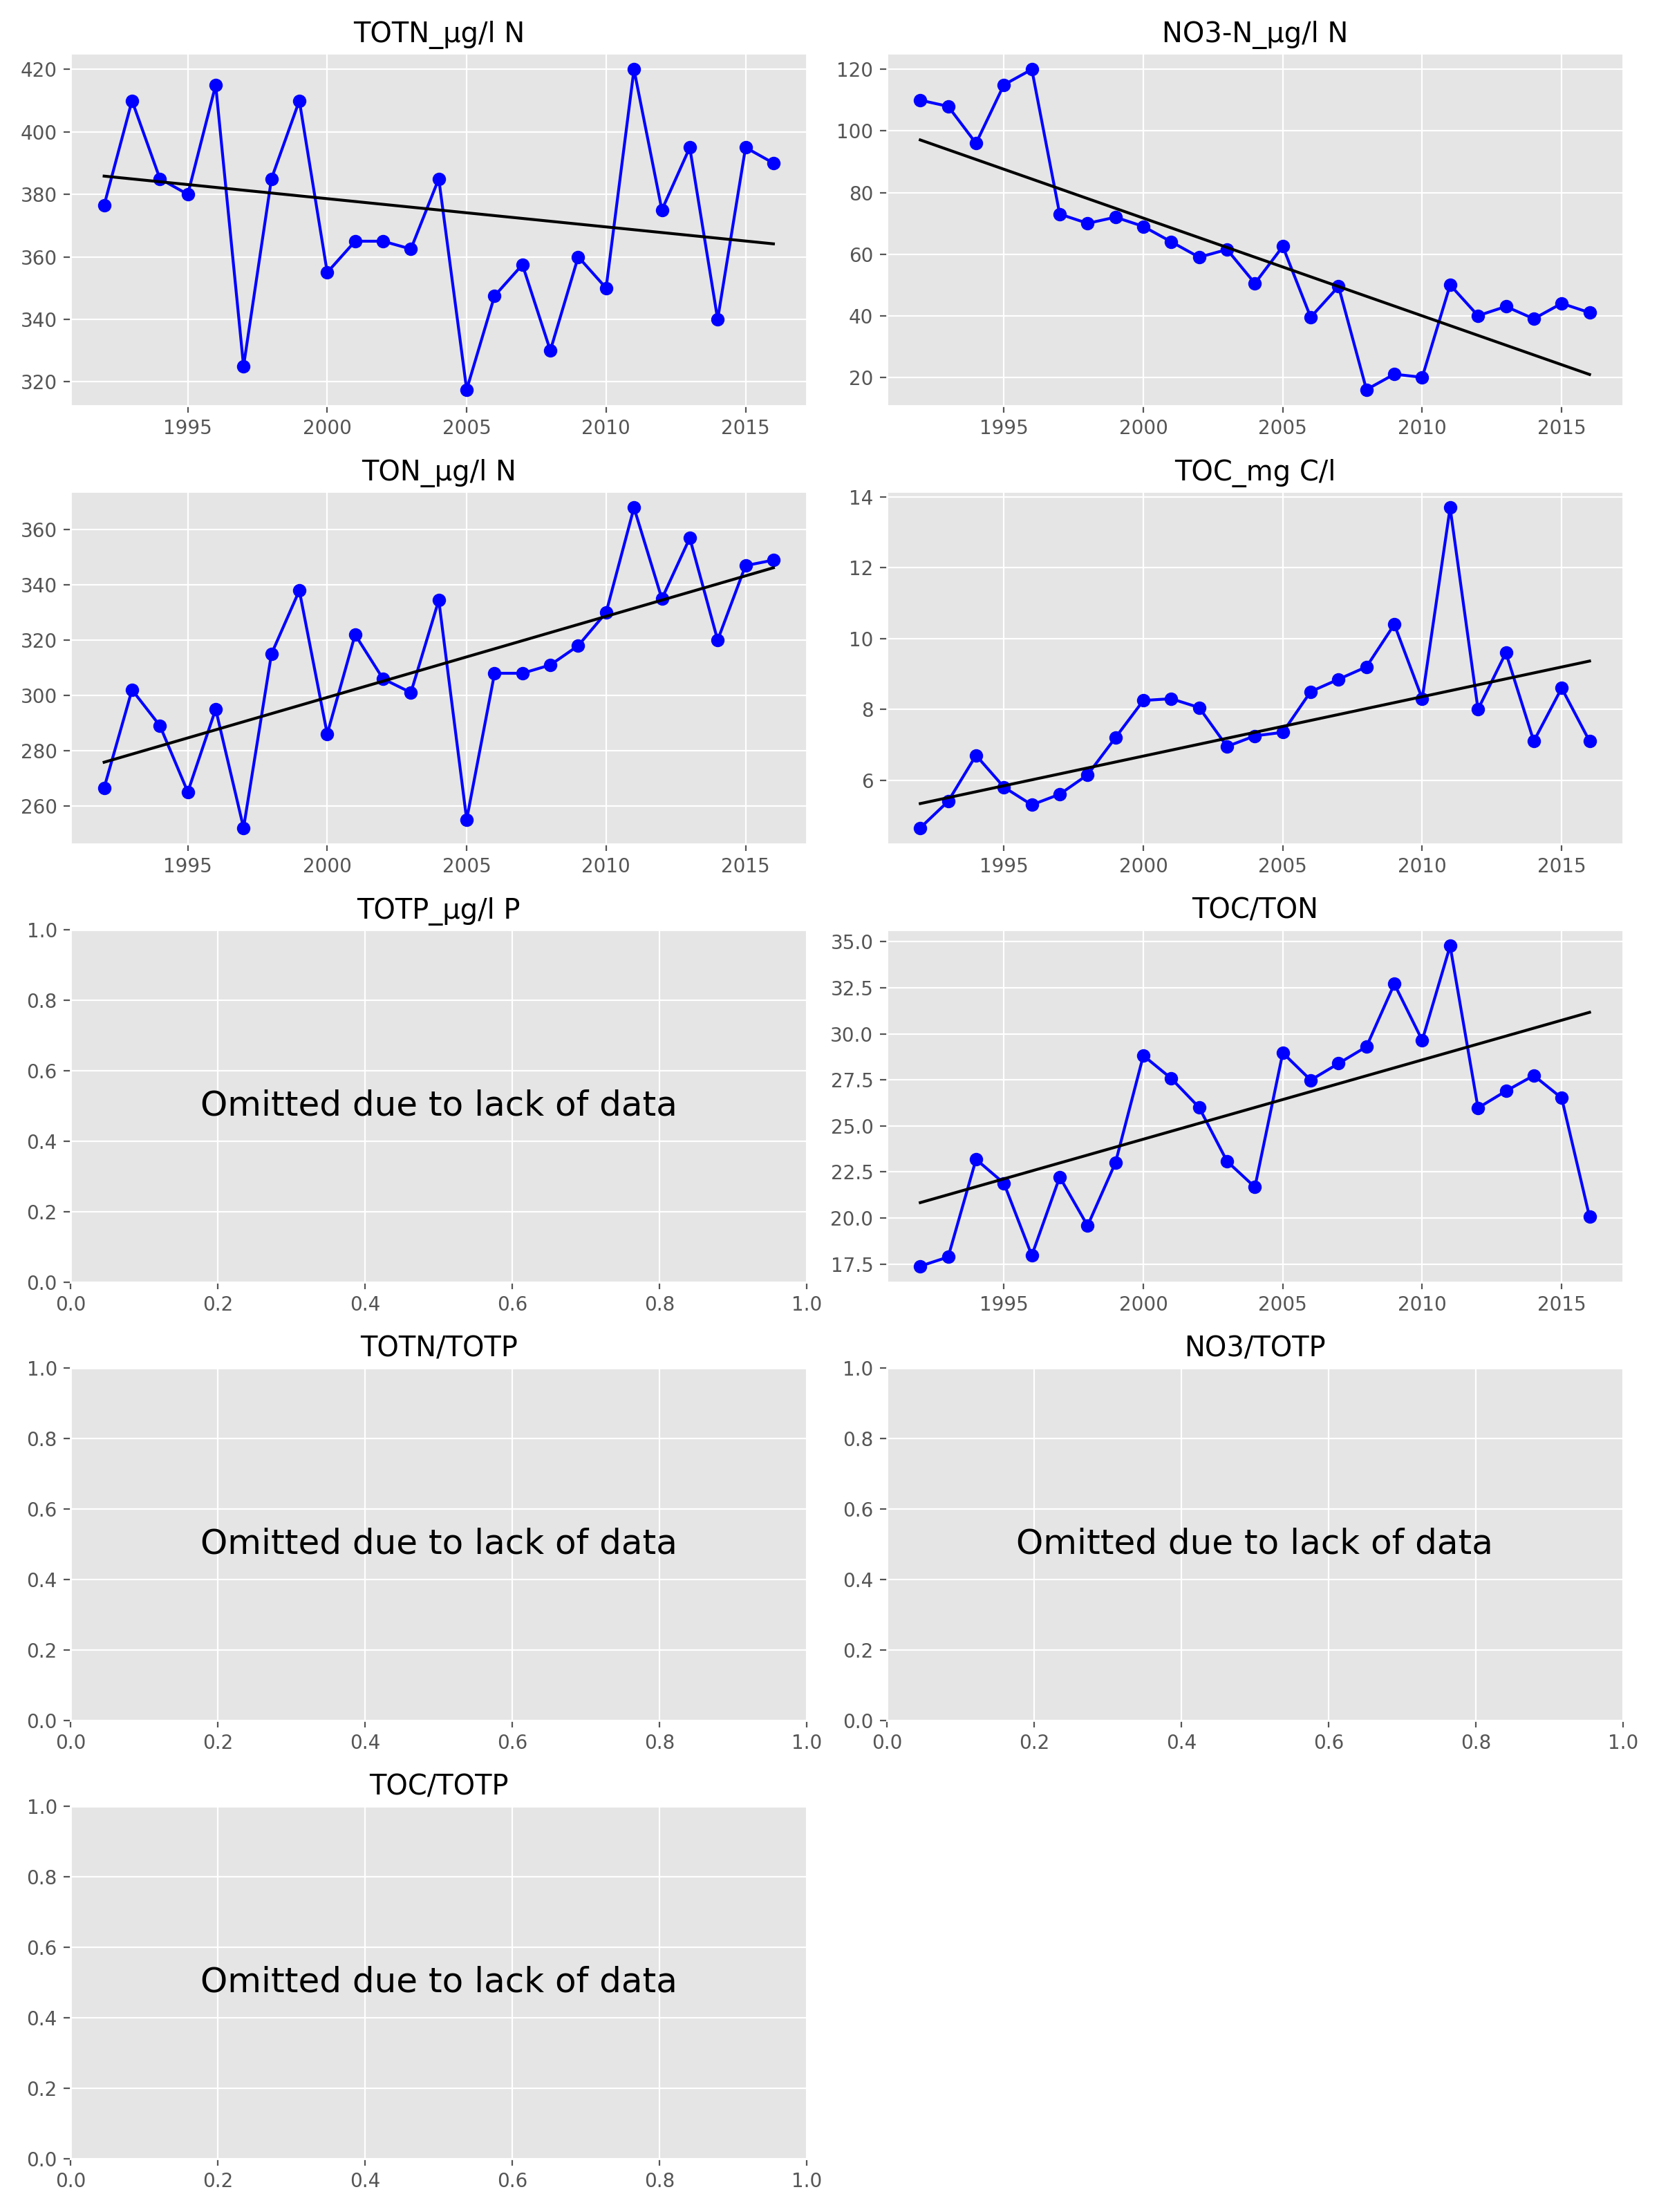 TOTN_µg/l N
420
400
380
360
340
320
1995 2000 2005 2010 2015
NO3-N_µg/l N
120
100
80
60
40
20
1995 2000 2005 2010 2015
TON_µg/l N
360
340
320
300
280
260
1995 2000 2005 2010 2015
TOC_mg C/l
14
12
10
8
6
1995 2000 2005 2010 2015
TOTP_µg/l P
1.0
0.8
0.6
Omitted due to lack of data
0.4
0.2
0.0
0.0 0.2 0.4 0.6 0.8 1.0
TOC/TON
35.0
32.5
30.0
27.5
25.0
22.5
20.0
17.5
1995 2000 2005 2010 2015
TOTN/TOTP
1.0
0.8
0.6
Omitted due to lack of data
0.4
0.2
0.0
0.0 0.2 0.4 0.6 0.8 1.0
NO3/TOTP
1.0
0.8
0.6
Omitted due to lack of data
0.4
0.2
0.0
0.0 0.2 0.4 0.6 0.8 1.0
TOC/TOTP
1.0
0.8
0.6
Omitted due to lack of data
0.4
0.2
0.0
0.0 0.2 0.4 0.6 0.8 1.0